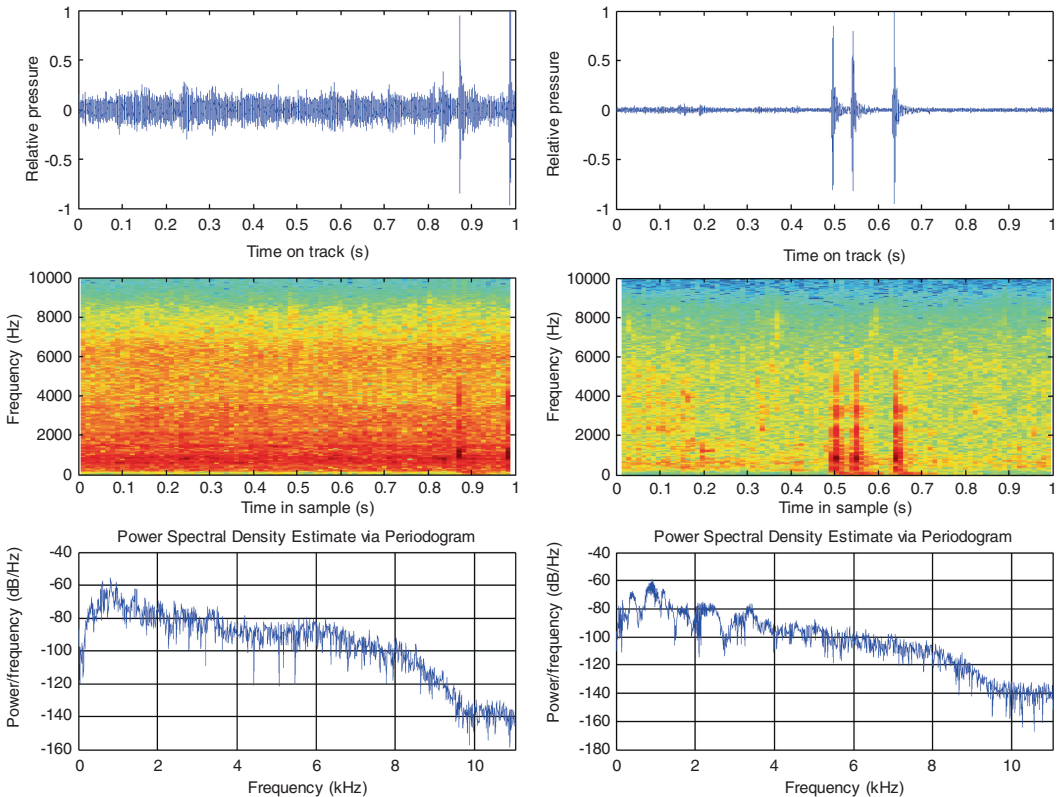 1
0.5
0
-0.5
-1
Relative pressure
0 0.1 0.2 0.3 0.4 0.5 0.6 0.7 0.8 0.9 1
Time on track (s)
1
0.5
0
-0.5
-1
Relative pressure
0 0.1 0.2 0.3 0.4 0.5 0.6 0.7 0.8 0.9 1
Time on track (s)
10000
8000
6000
4000
2000
0
Frequency (Hz)
0 0.1 0.2 0.3 0.4 0.5 0.6 0.7 0.8 0.9 1
Time in sample (s)
10000
8000
6000
4000
2000
0
Frequency (Hz)
0 0.1 0.2 0.3 0.4 0.5 0.6 0.7 0.8 0.9 1
Time in sample (s)
Power Spectral Density Estimate via Periodogram
-40
-60
-80
-100
-120
-140
-160
Power/frequency (dB/Hz)
0 2 4 6 8 10
Frequency (kHz)
Power Spectral Density Estimate via Periodogram
-40
-60
-80
-100
-120
-140
-160
-180
Power/frequency (dB/Hz)
0 2 4 6 8 10
Frequency (kHz)